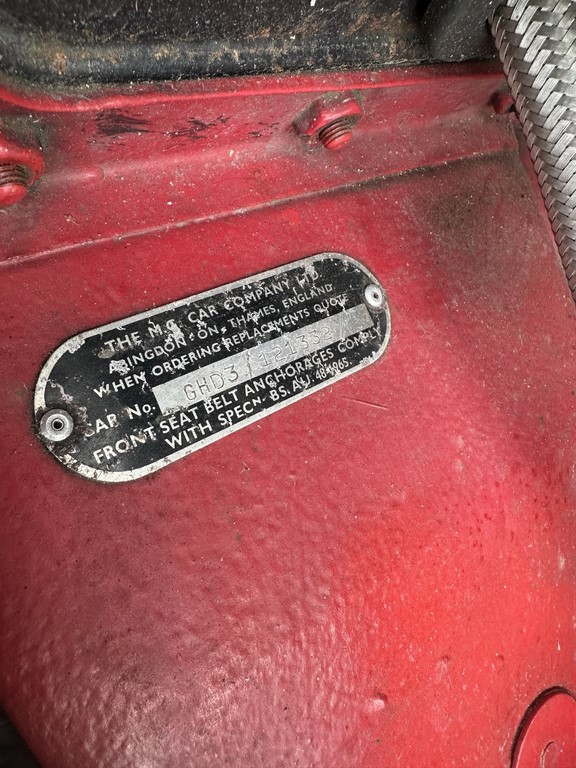 THE M.G. CAR COMPANY LTD.
ABINGDON-ON-THAMES, ENGLAND
WHEN ORDERING REPLACEMENTS QUOTE
CAR No. GHD3/121332
FRONT SEAT BELT ANCHORAGES COMPLY
WITH SPECN. BS. AU. 48:1965